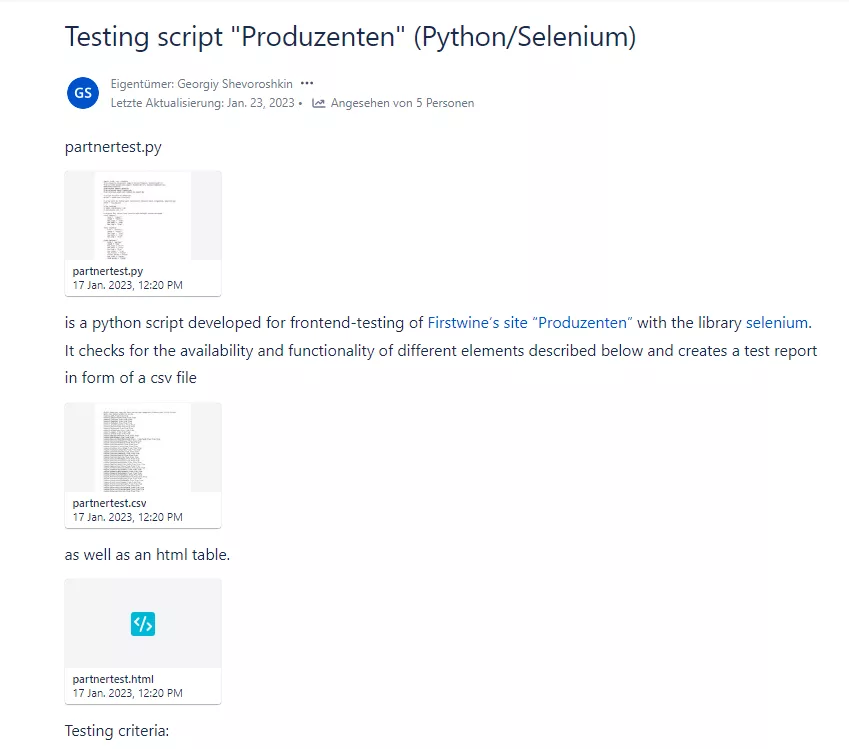 Testing script "Produzenten" (Python/Selenium)
GS
Eigentümer: Georgiy Shevoroshkin •••
Letzte Aktualisierung: Jan. 23, 2023 • Angesehen von 5 Personen
partnertest.py
partnertest.py
17 Jan. 2023, 12:20 PM
is a python script developed for frontend-testing of Firstwine's site “Produzenten” with the library selenium.
It checks for the availability and functionality of different elements described below and creates a test report
in form of a csv file
partnertest.csv
17 Jan. 2023, 12:20 PM
as well as an html table.
</>
partnertest.html
17 Jan. 2023, 12:20 PM
Testing criteria: